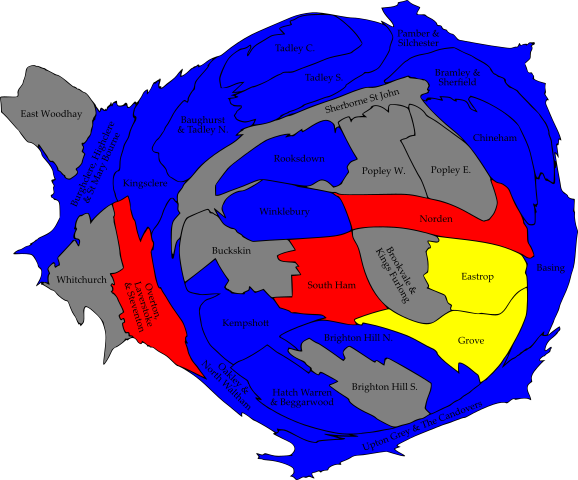 Pamber &
Silchester
Tadley C.
Tadley S.
Bramley &
Sherfield
East Woodhay
Sherborne St John
Baughurst
& Tadley N.
Chineham
Burghclere, Highclere
& St Mary Bourne
Rooksdown
Popley W.
Popley E.
Kingsclere
Winklebury
Norden
Buckskin
Brookvale &
Kings Furlong
Basing
Whitchurch
South Ham
Eastrop
Overton,
Laverstoke
& Steventon
Kempshott
Brighton Hill N.
Grove
Oakley &
North Waltham
Hatch Warren
& Beggarwood
Brighton Hill S.
Upton Grey & The Candovers